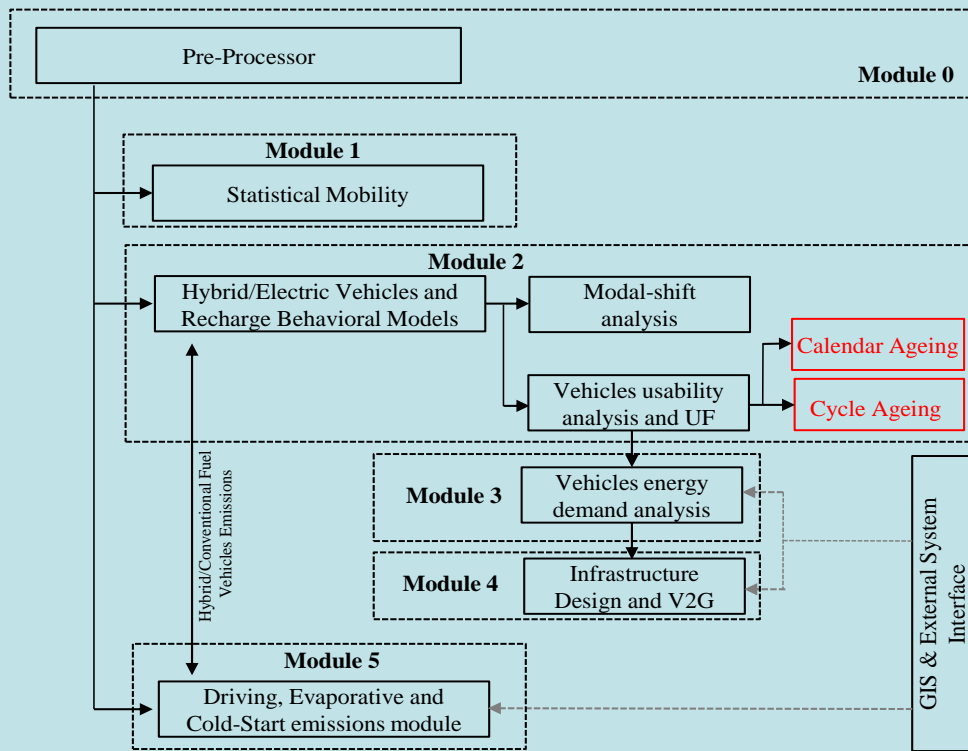 Pre-Processor
Module 0
Module 1
Statistical Mobility
Module 2
Hybrid/Electric Vehicles and
Recharge Behavioral Models
Modal-shift
analysis
Calendar Ageing
Vehicles usability
analysis and UF
Cycle Ageing
Hybrid/Conventional Fuel
Vehicles Emissions
Module 3
Vehicles energy
demand analysis
Module 4
Infrastructure
Design and V2G
GIS & External System
Interface
Module 5
Driving, Evaporative and
Cold-Start emissions module